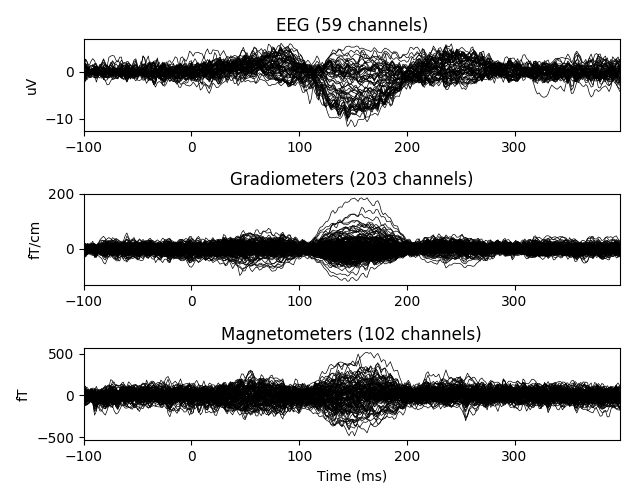 EEG (59 channels)
uV
0
−10
−100 0 100 200 300
Gradiometers (203 channels)
fT/cm
200
0
−100 0 100 200 300
Magnetometers (102 channels)
fT
500
0
−500
−100 0 100 200 300
Time (ms)